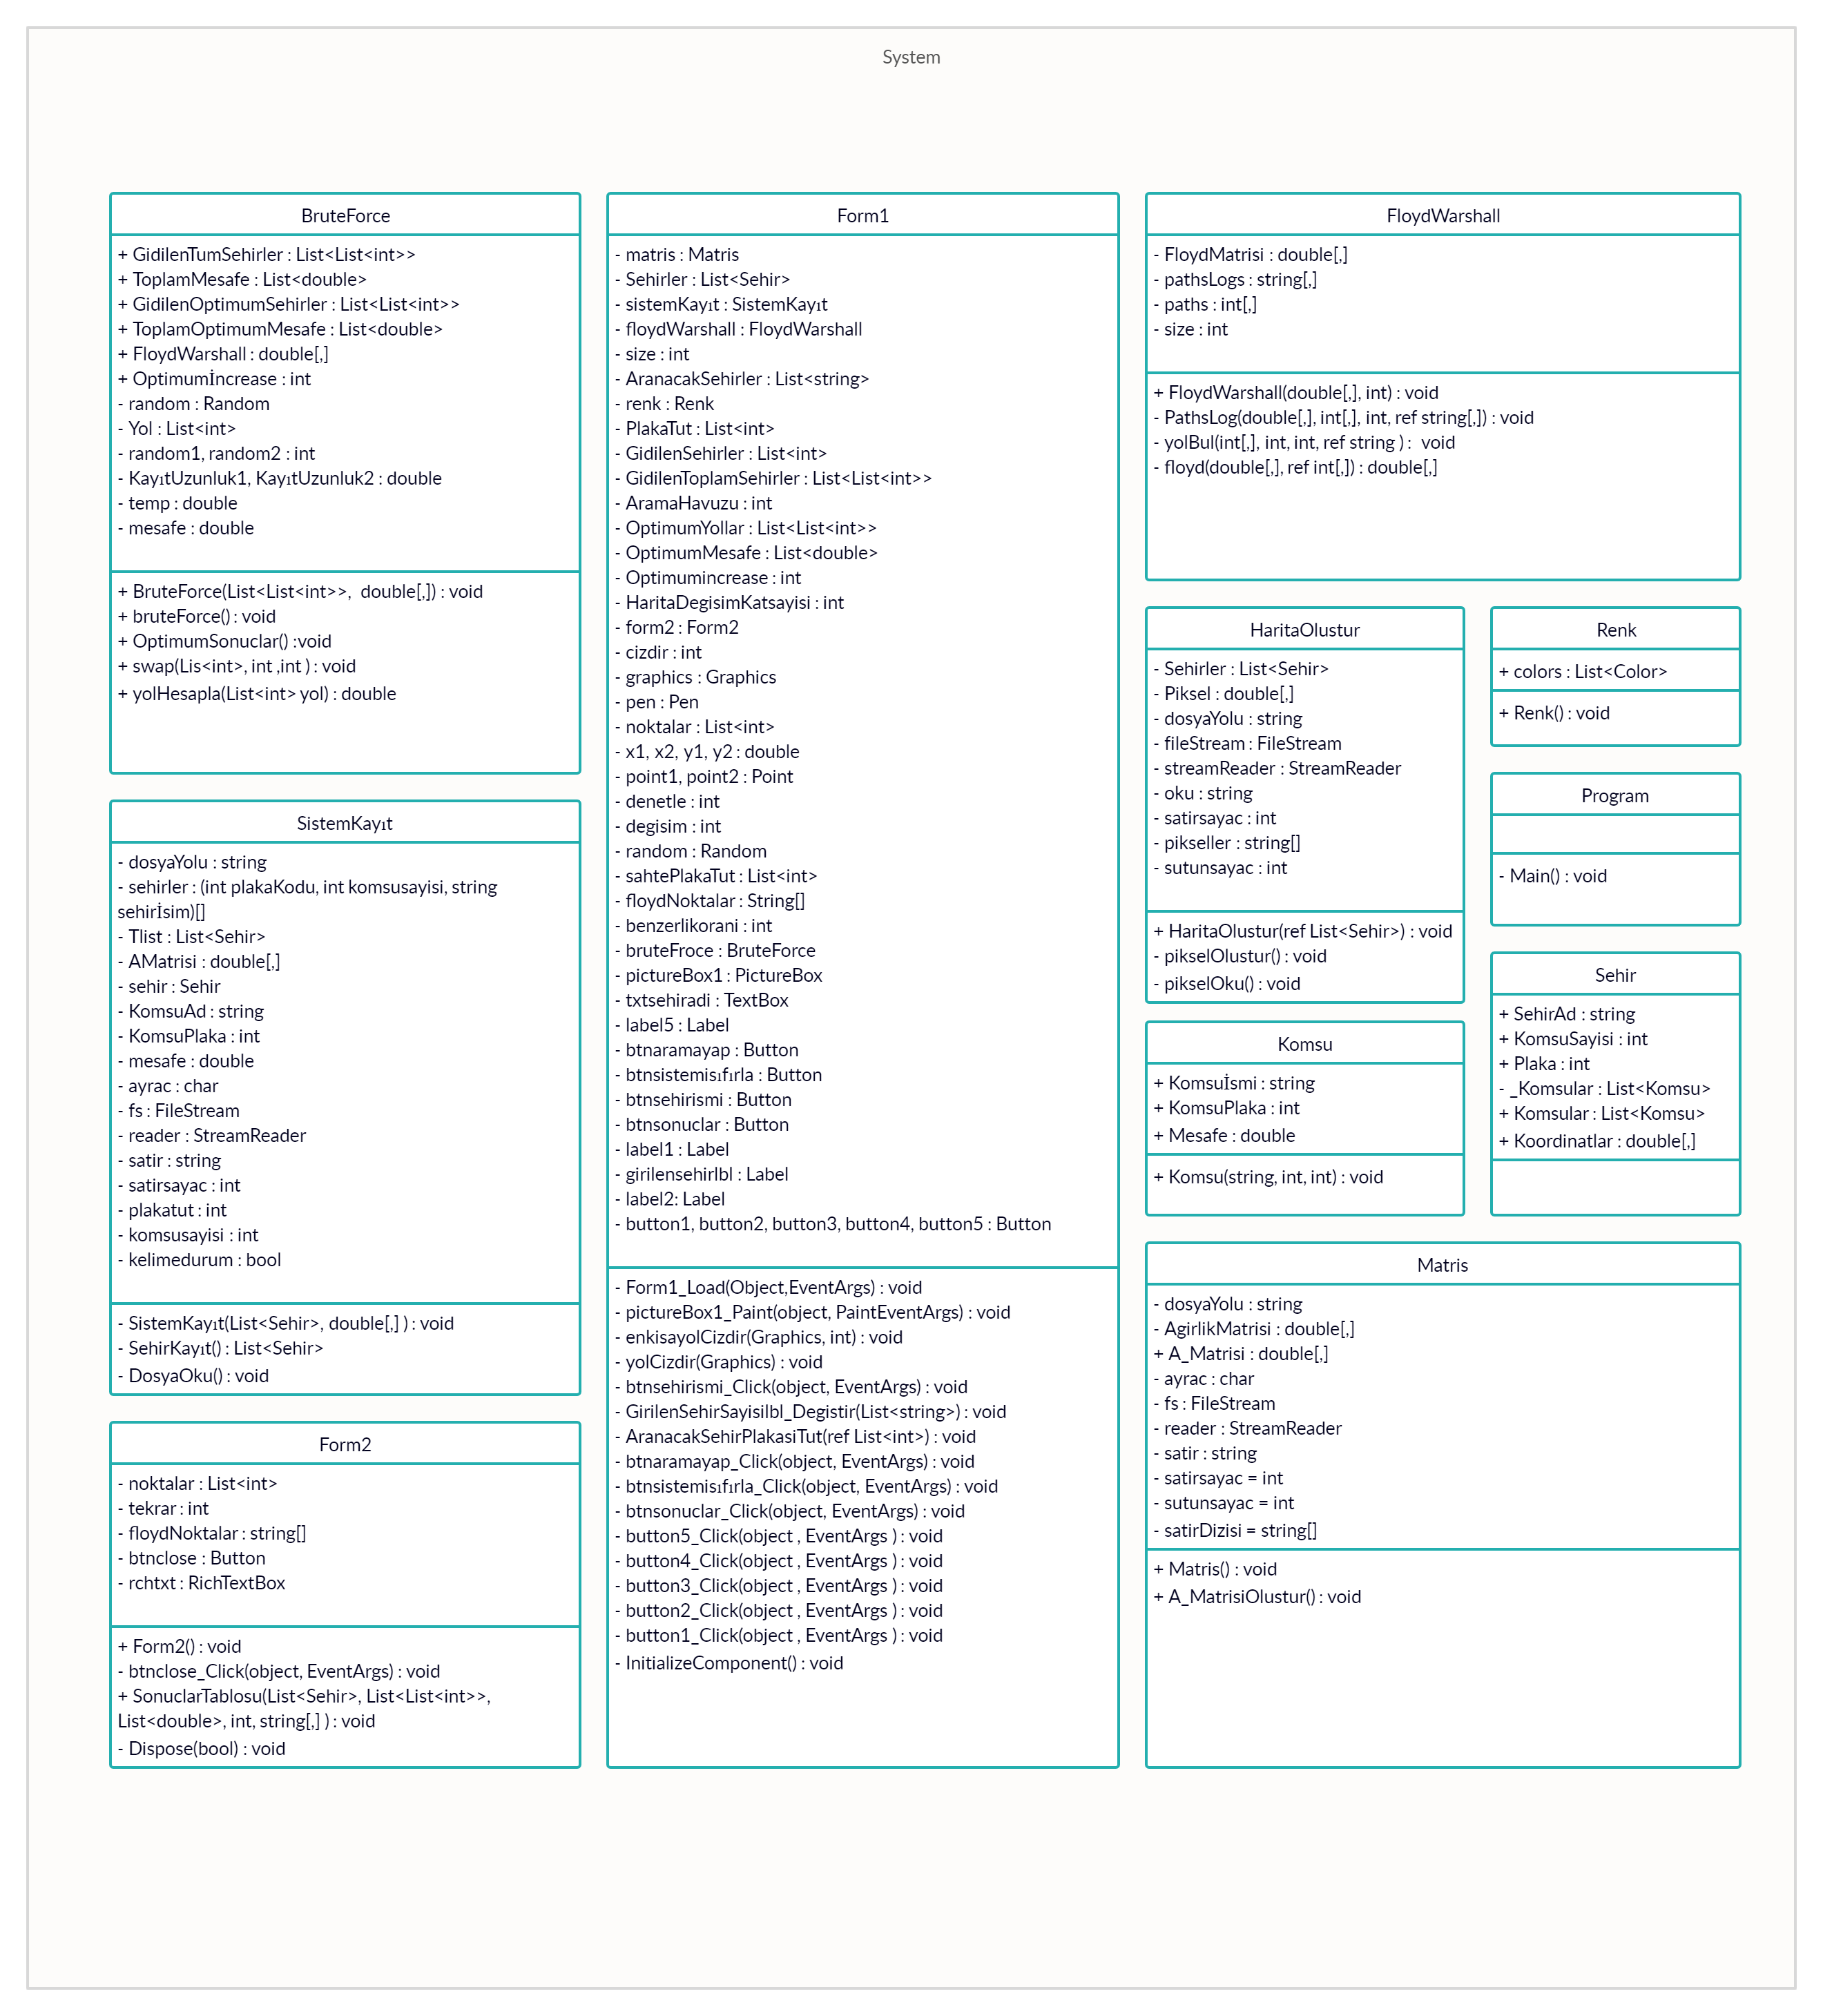 System
BruteForce
+ GidilenTumSehirler : List<List<int>>
+ ToplamMesafe : List<double>
+ GidilenOptimumSehirler : List<List<int>>
+ ToplamOptimumMesafe : List<double>
+ FloydWarshall : double[,]
+ Optimumİncrease : int
- random : Random
- Yol : List<int>
- random1, random2 : int
- KayıtUzunluk1, KayıtUzunluk2 : double
- temp : double
- mesafe : double
+ BruteForce(List<List<int>>,  double[,]) : void
+ bruteForce() : void
+ OptimumSonuclar() :void
+ swap(Lis<int>, int ,int ) : void
+ yolHesapla(List<int> yol) : double
SistemKayıt
- dosyaYolu : string
- sehirler : (int plakaKodu, int komsusayisi, string
sehirİsim)[]
- Tlist : List<Sehir>
- AMatrisi : double[,]
- sehir : Sehir
- KomsuAd : string
- KomsuPlaka : int
- mesafe : double
- ayrac : char
- fs : FileStream
- reader : StreamReader
- satir : string
- satirsayac : int
- plakatut : int
- komsusayisi : int
- kelimedurum : bool
- SistemKayıt(List<Sehir>, double[,] ) : void
- SehirKayıt() : List<Sehir>
- DosyaOku() : void
Form2
- noktalar : List<int>
- tekrar : int
- floydNoktalar : string[]
- btnclose : Button
- rchtxt : RichTextBox
+ Form2() : void
- btnclose_Click(object, EventArgs) : void
+ SonuclarTablosu(List<Sehir>, List<List<int>>,
List<double>, int, string[,] ) : void
- Dispose(bool) : void
Form1
- matris : Matris
- Sehirler : List<Sehir>
- sistemKayıt : SistemKayıt
- floydWarshall : FloydWarshall
- size : int
- AranacakSehirler : List<string>
- renk : Renk
- PlakaTut : List<int>
- GidilenSehirler : List<int>
- GidilenToplamSehirler : List<List<int>>
- AramaHavuzu : int
- OptimumYollar : List<List<int>>
- OptimumMesafe : List<double>
- Optimumincrease : int
- HaritaDegisimKatsayisi : int
- form2 : Form2
- cizdir : int
- graphics : Graphics
- pen : Pen
- noktalar : List<int>
- x1, x2, y1, y2 : double
- point1, point2 : Point
- denetle : int
- degisim : int
- random : Random
- sahtePlakaTut : List<int>
- floydNoktalar : String[]
- benzerlikorani : int
- bruteFroce : BruteForce
- pictureBox1 : PictureBox
- txtsehiradi : TextBox
- label5 : Label
- btnaramayap : Button
- btnsistemisıfırla : Button
- btnsehirismi : Button
- btnsonuclar : Button
- label1 : Label
- girilensehirlbl : Label
- label2: Label
- button1, button2, button3, button4, button5 : Button
- Form1_Load(Object,EventArgs) : void
- pictureBox1_Paint(object, PaintEventArgs) : void
- enkisayolCizdir(Graphics, int) : void
- yolCizdir(Graphics) : void
- btnsehirismi_Click(object, EventArgs) : void
- GirilenSehirSayisilbl_Degistir(List<string>) : void
- AranacakSehirPlakasiTut(ref List<int>) : void
- btnaramayap_Click(object, EventArgs) : void
- btnsistemisıfırla_Click(object, EventArgs) : void
- btnsonuclar_Click(object, EventArgs) : void
- button5_Click(object , EventArgs ) : void
- button4_Click(object , EventArgs ) : void
- button3_Click(object , EventArgs ) : void
- button2_Click(object , EventArgs ) : void
- button1_Click(object , EventArgs ) : void
- InitializeComponent() : void
FloydWarshall
- FloydMatrisi : double[,]
- pathsLogs : string[,]
- paths : int[,]
- size : int
+ FloydWarshall(double[,], int) : void
- PathsLog(double[,], int[,], int, ref string[,]) : void
- yolBul(int[,], int, int, ref string ) :  void
- floyd(double[,], ref int[,]) : double[,]
HaritaOlustur
- Sehirler : List<Sehir>
- Piksel : double[,]
- dosyaYolu : string
- fileStream : FileStream
- streamReader : StreamReader
- oku : string
- satirsayac : int
- pikseller : string[]
- sutunsayac : int
+ HaritaOlustur(ref List<Sehir>) : void
- pikselOlustur() : void
- pikselOku() : void
Renk
+ colors : List<Color>
+ Renk() : void
Program
- Main() : void
Komsu
+ Komsuİsmi : string
+ KomsuPlaka : int
+ Mesafe : double
+ Komsu(string, int, int) : void
Sehir
+ SehirAd : string
+ KomsuSayisi : int
+ Plaka : int
- _Komsular : List<Komsu>
+ Komsular : List<Komsu>
+ Koordinatlar : double[,]
Matris
- dosyaYolu : string
- AgirlikMatrisi : double[,]
+ A_Matrisi : double[,]
- ayrac : char
- fs : FileStream
- reader : StreamReader
- satir : string
- satirsayac = int
- sutunsayac = int
- satirDizisi = string[]
+ Matris() : void
+ A_MatrisiOlustur() : void